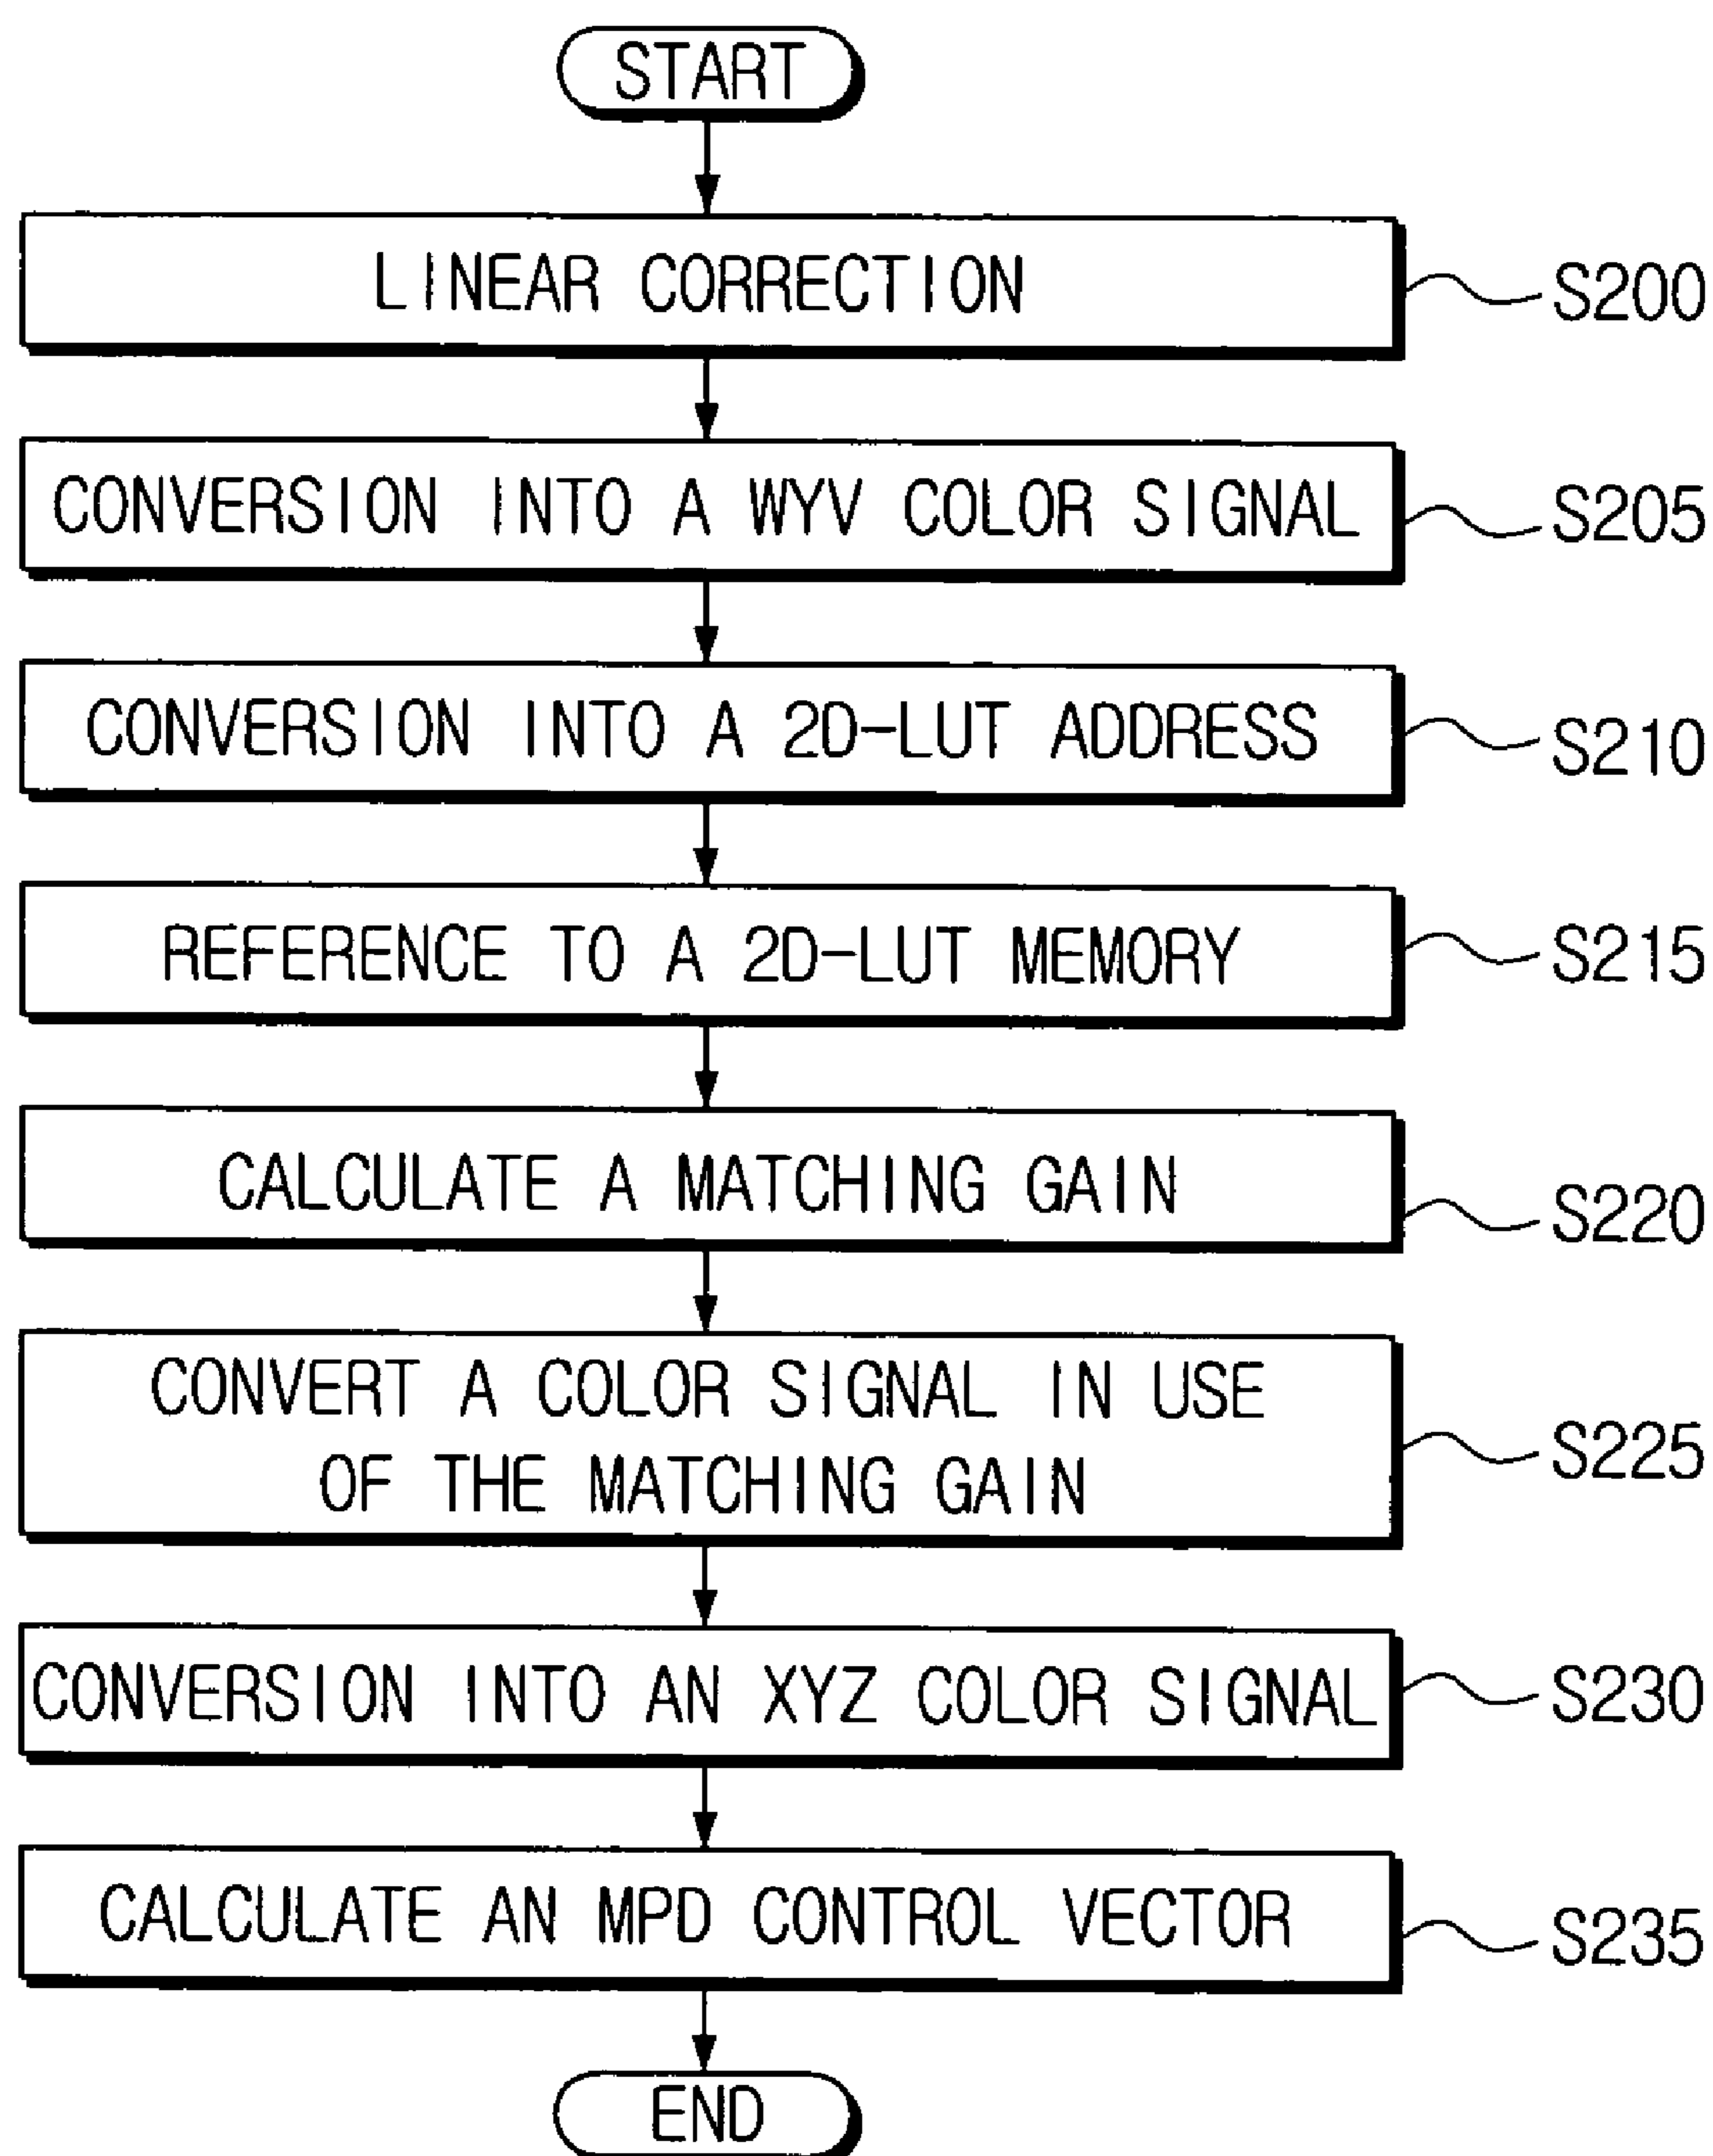 START
LINEAR CORRECTION
S200
CONVERSION INTO A WYV COLOR SIGNAL
S205
CONVERSION INTO A 2D-LUT ADDRESS
S210
REFERENCE TO A 2D-LUT MEMORY
S215
CALCULATE A MATCHING GAIN
S220
CONVERT A COLOR SIGNAL IN USE
OF THE MATCHING GAIN
S225
CONVERSION INTO AN XYZ COLOR SIGNAL
S230
CALCULATE AN MPD CONTROL VECTOR
S235
END